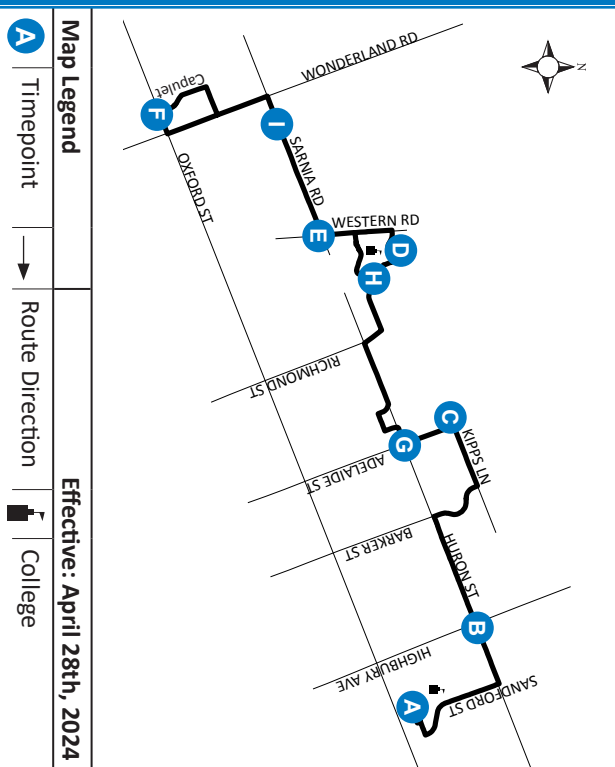 N
WONDERLAND RD
Capulet
F
I
SARNIA RD
OXFORD ST
WESTERN RD
E
D
H
RICHMOND ST
C
KIPPS LN
G
ADELAIDE ST
BARKER ST
HURON ST
B
HIGHBURY AVE
SANDFORD ST
A
Map Legend
Effective: April 28th, 2024
A
Timepoint
Route Direction
College